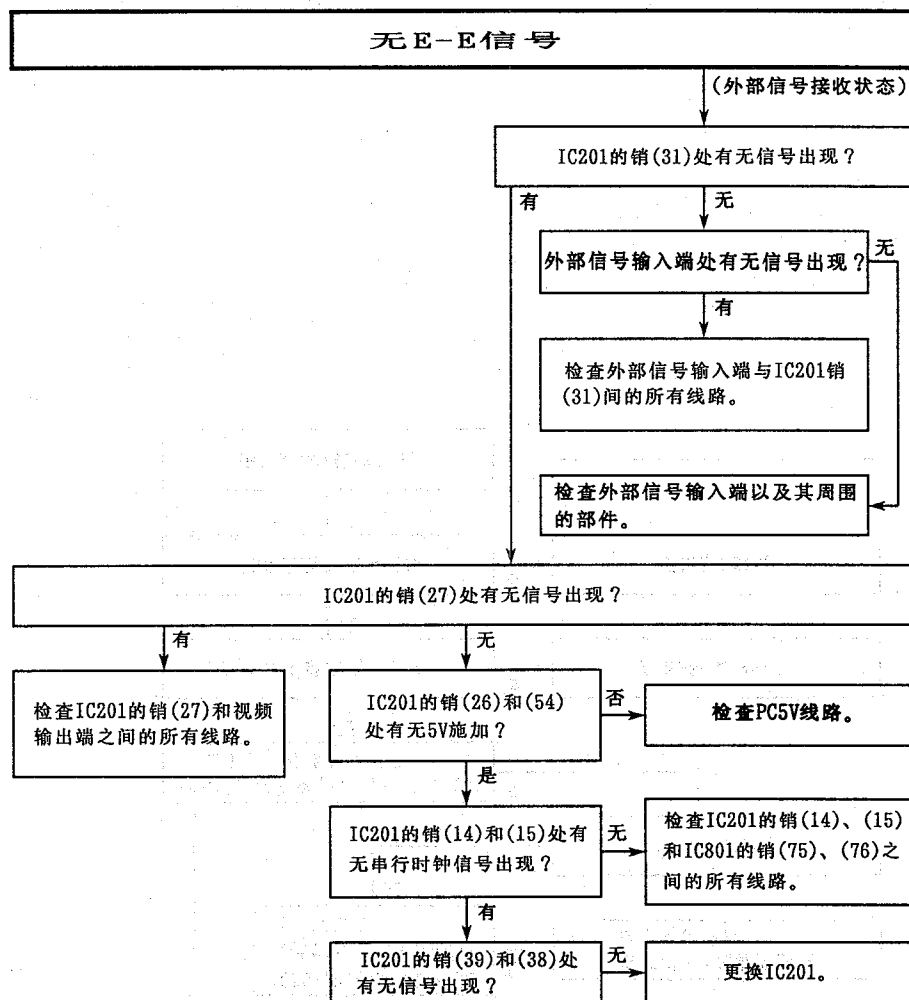 无E-E信号
(外部信号接收状态)
IC201的销(31)处有无信号出现？
有
无
外部信号输入端处有无信号出现？
无
有
检查外部信号输入端与IC201销
(31)间的所有线路。
检查外部信号输入端以及其周围
的部件。
IC201的销(27)处有无信号出现？
有
无
检查IC201的销(27)和视频
输出端之间的所有线路。
IC201的销(26)和(54)
处有无5V施加？
否
检查PC5V线路。
是
IC201的销(14)和(15)处有
无串行时钟信号出现？
无
检查IC201的销(14)、(15)
和IC801的销(75)、(76)之
间的所有线路。
有
IC201的销(39)和(38)处
有无信号出现？
无
更换IC201。